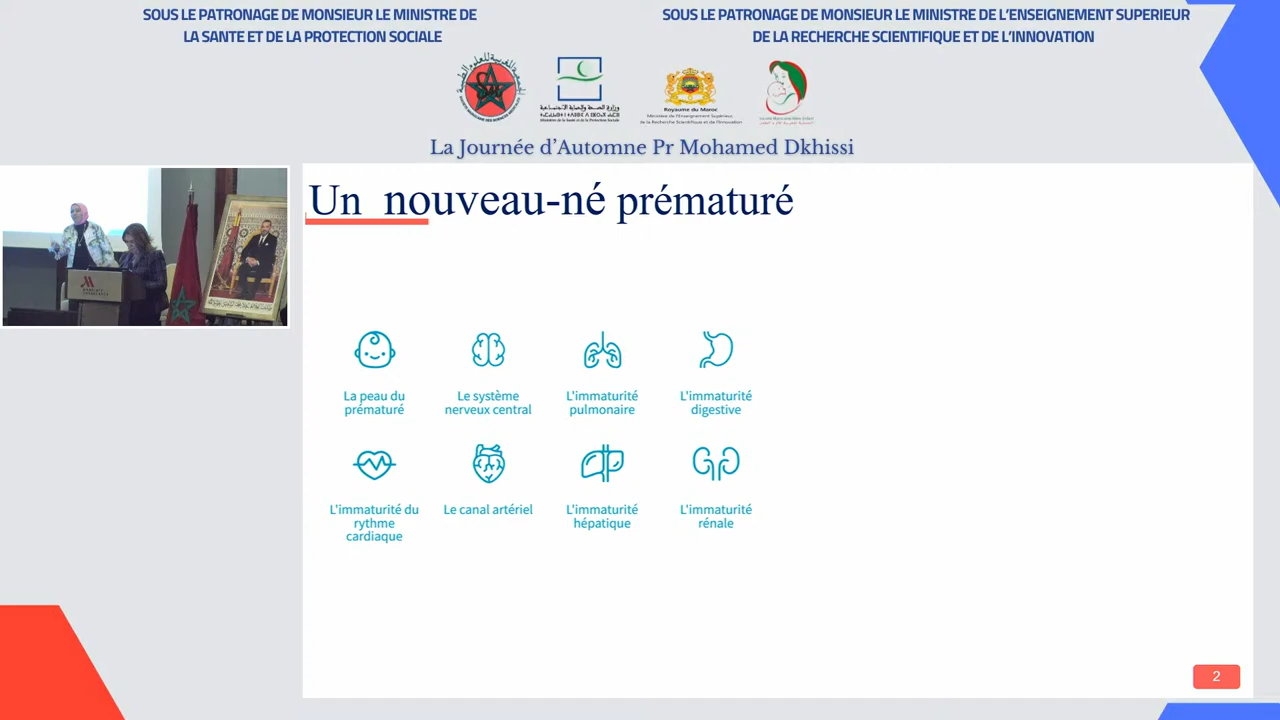 SOUS LE PATRONAGE DE MONSIEUR LE MINISTRE DE
LA SANTE ET DE LA PROTECTION SOCIALE
SOUS LE PATRONAGE DE MONSIEUR LE MINISTRE DE L'ENSEIGNEMENT SUPERIEUR
DE LA RECHERCHE SCIENTIFIQUE ET DE L'INNOVATION
Royaume du Maroc
La Journée d'Automne Pr Mohamed Dkhissi
Un nouveau-né prématuré
La peau du
prématuré
Le système
nerveux central
L'immaturité
pulmonaire
L'immaturité
digestive
L'immaturité du
rythme
cardiaque
Le canal artériel
L'immaturité
hépatique
L'immaturité
rénale
2